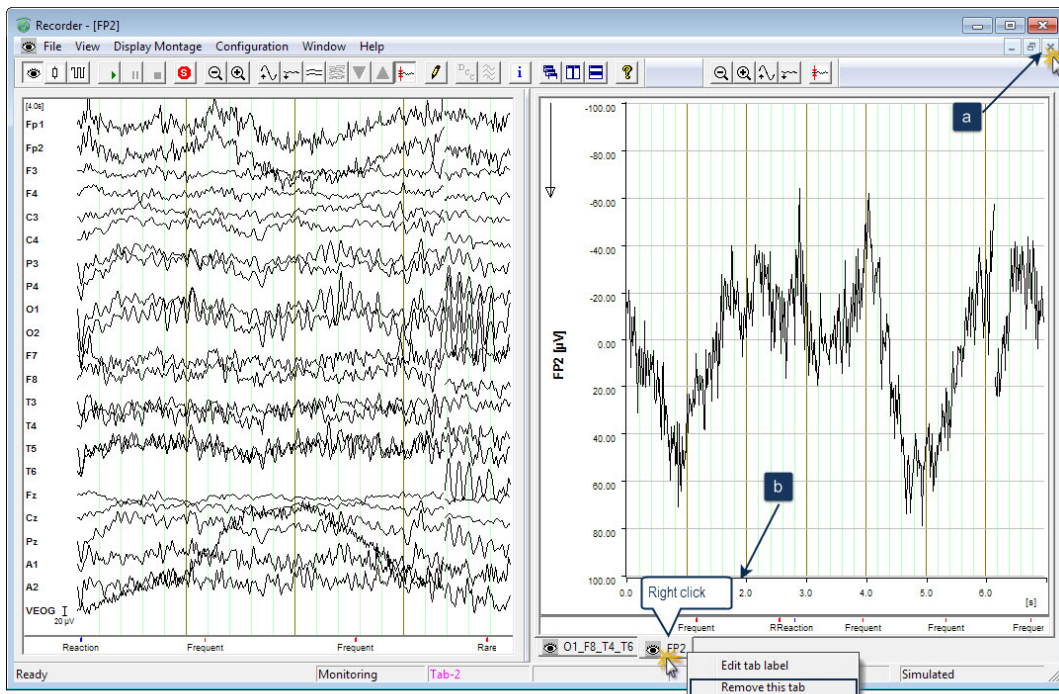 Recorder - [FP2]
File View Display Montage Configuration Window Help
a
[4.0s]
Fp1
Fp2
F3
F4
C3
C4
P3
P4
O1
O2
F7
F8
T3
T4
T5
T6
Fz
Cz
Pz
A1
A2
VEOG
20 µV
Reaction Frequent Frequent Rare
FP2 [µV]
-100.00
-80.00
-60.00
-40.00
-20.00
0.00
20.00
40.00
60.00
80.00
100.00
b
Right click
0.0 2.0 3.0 4.0 5.0 6.0
[s]
Frequent RReaction Frequent Frequent Frequer
O1_F8_T4_T6 FP2
Edit tab label
Remove this tab
Ready Monitoring Tab-2 Simulated